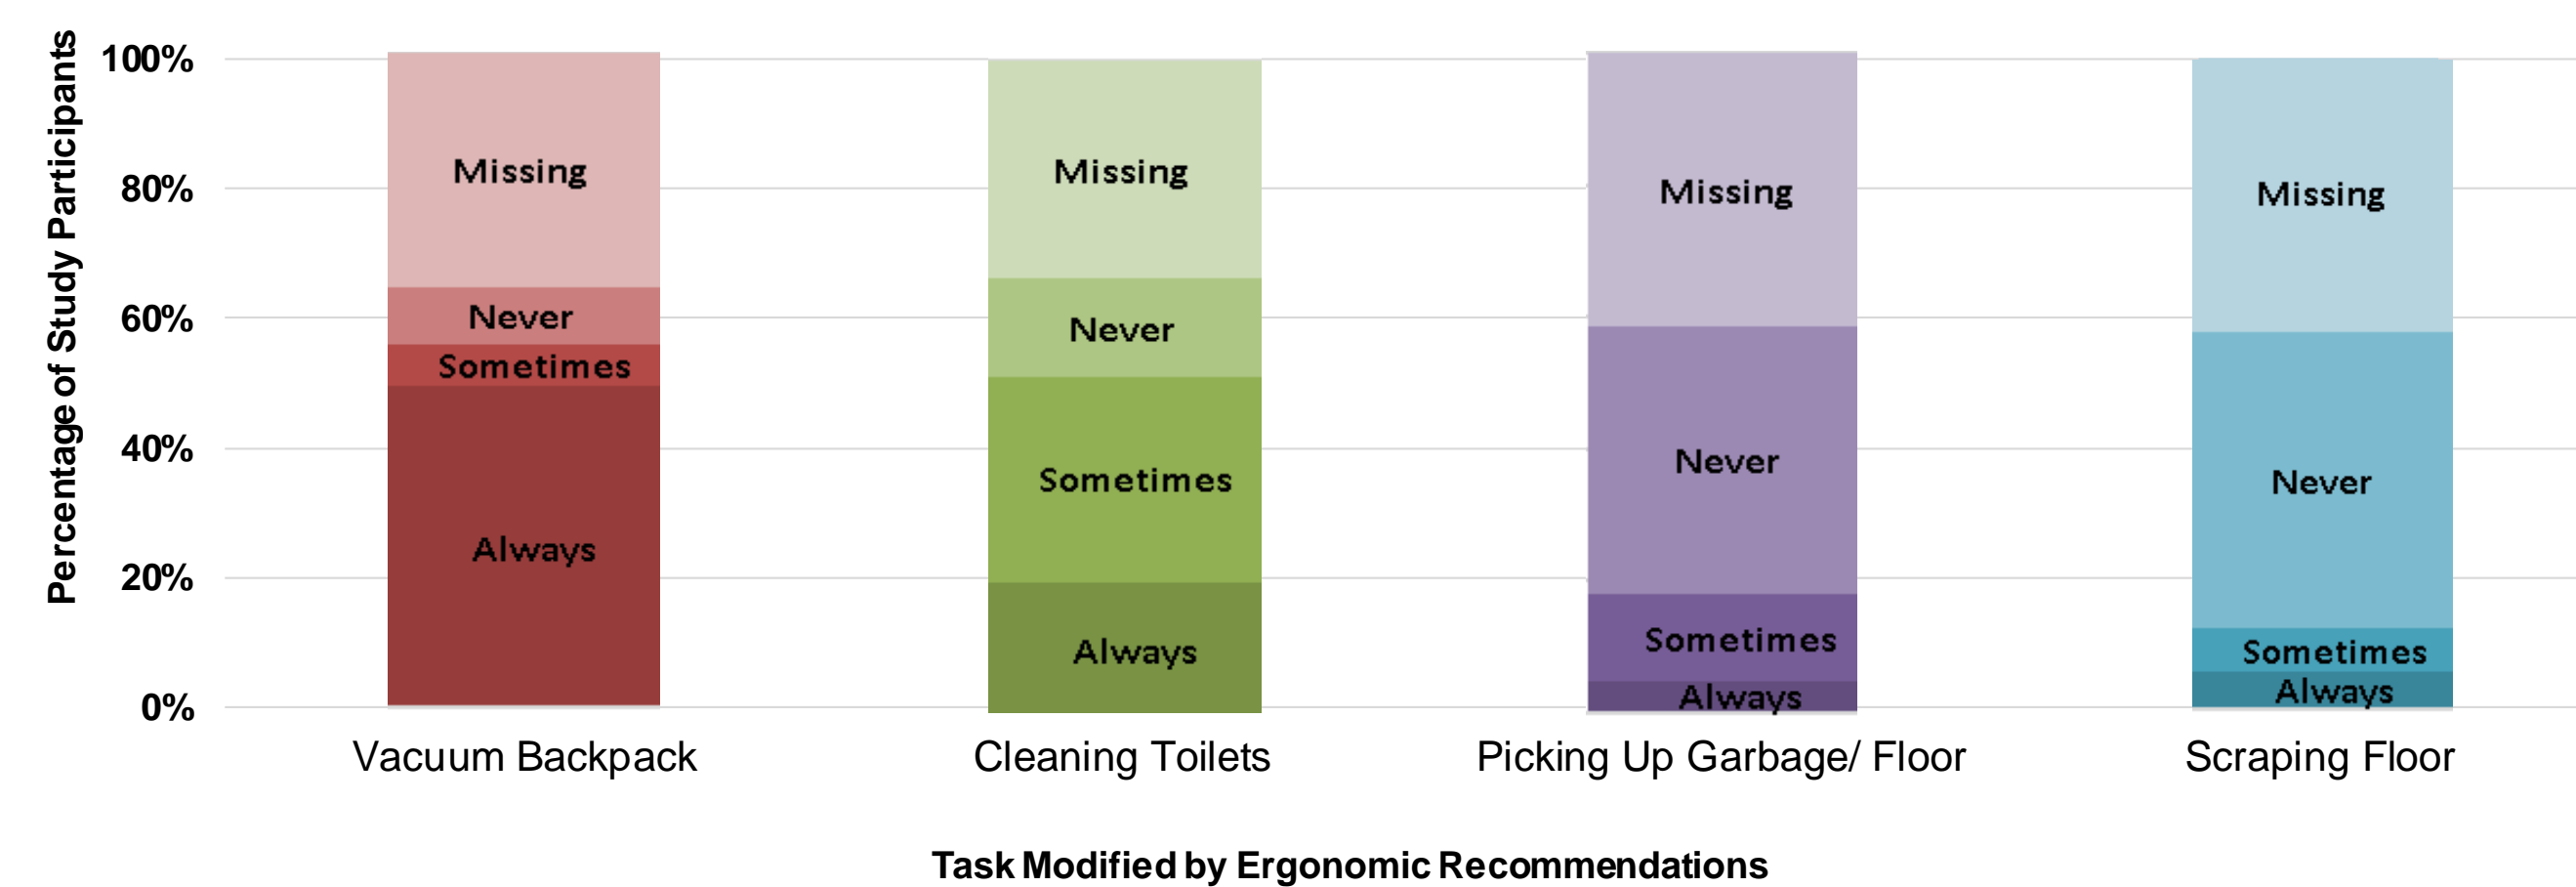 Percentage of Study Participants
100%
80%
60%
40%
20%
0%
Missing
Never
Sometimes
Always
Missing
Never
Sometimes
Always
Missing
Never
Sometimes
Always
Missing
Never
Sometimes
Always
Vacuum Backpack
Cleaning Toilets
Picking Up Garbage/ Floor
Scraping Floor
Task Modified by Ergonomic Recommendations